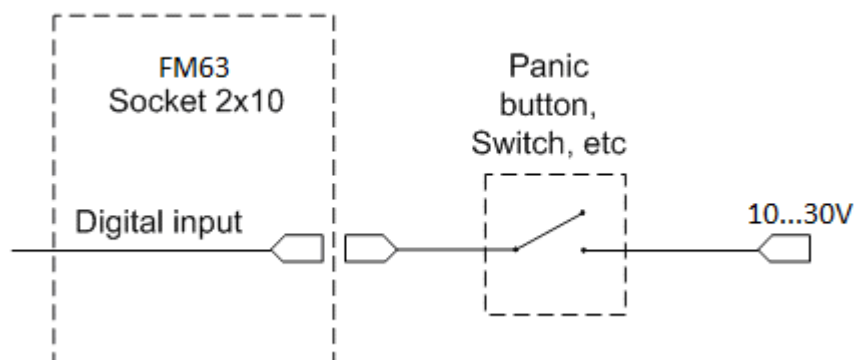 FM63
Socket 2x10
Digital input
Panic
button,
Switch, etc
10...30V